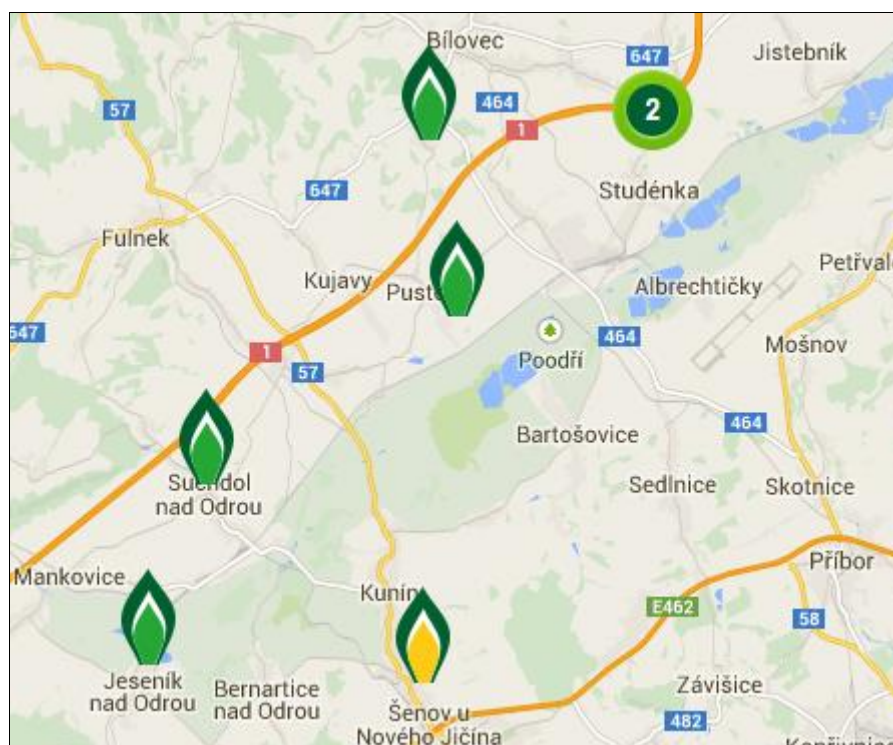 Bílovec
647
Jistebník
57
464
2
1
647
Studénka
Fulnek
Petřval
Kujavy
Albrechtičky
647
464
Mošnov
1
57
Poodří
464
Bartošovice
Suchdol
nad Odrou
Sedlnice
Skotnice
Mankovice
Příbor
Kunín
E462
58
Jeseník
nad Odrou
Bernartice
nad Odrou
Závišice
Šenov u
Nového Jičína
482